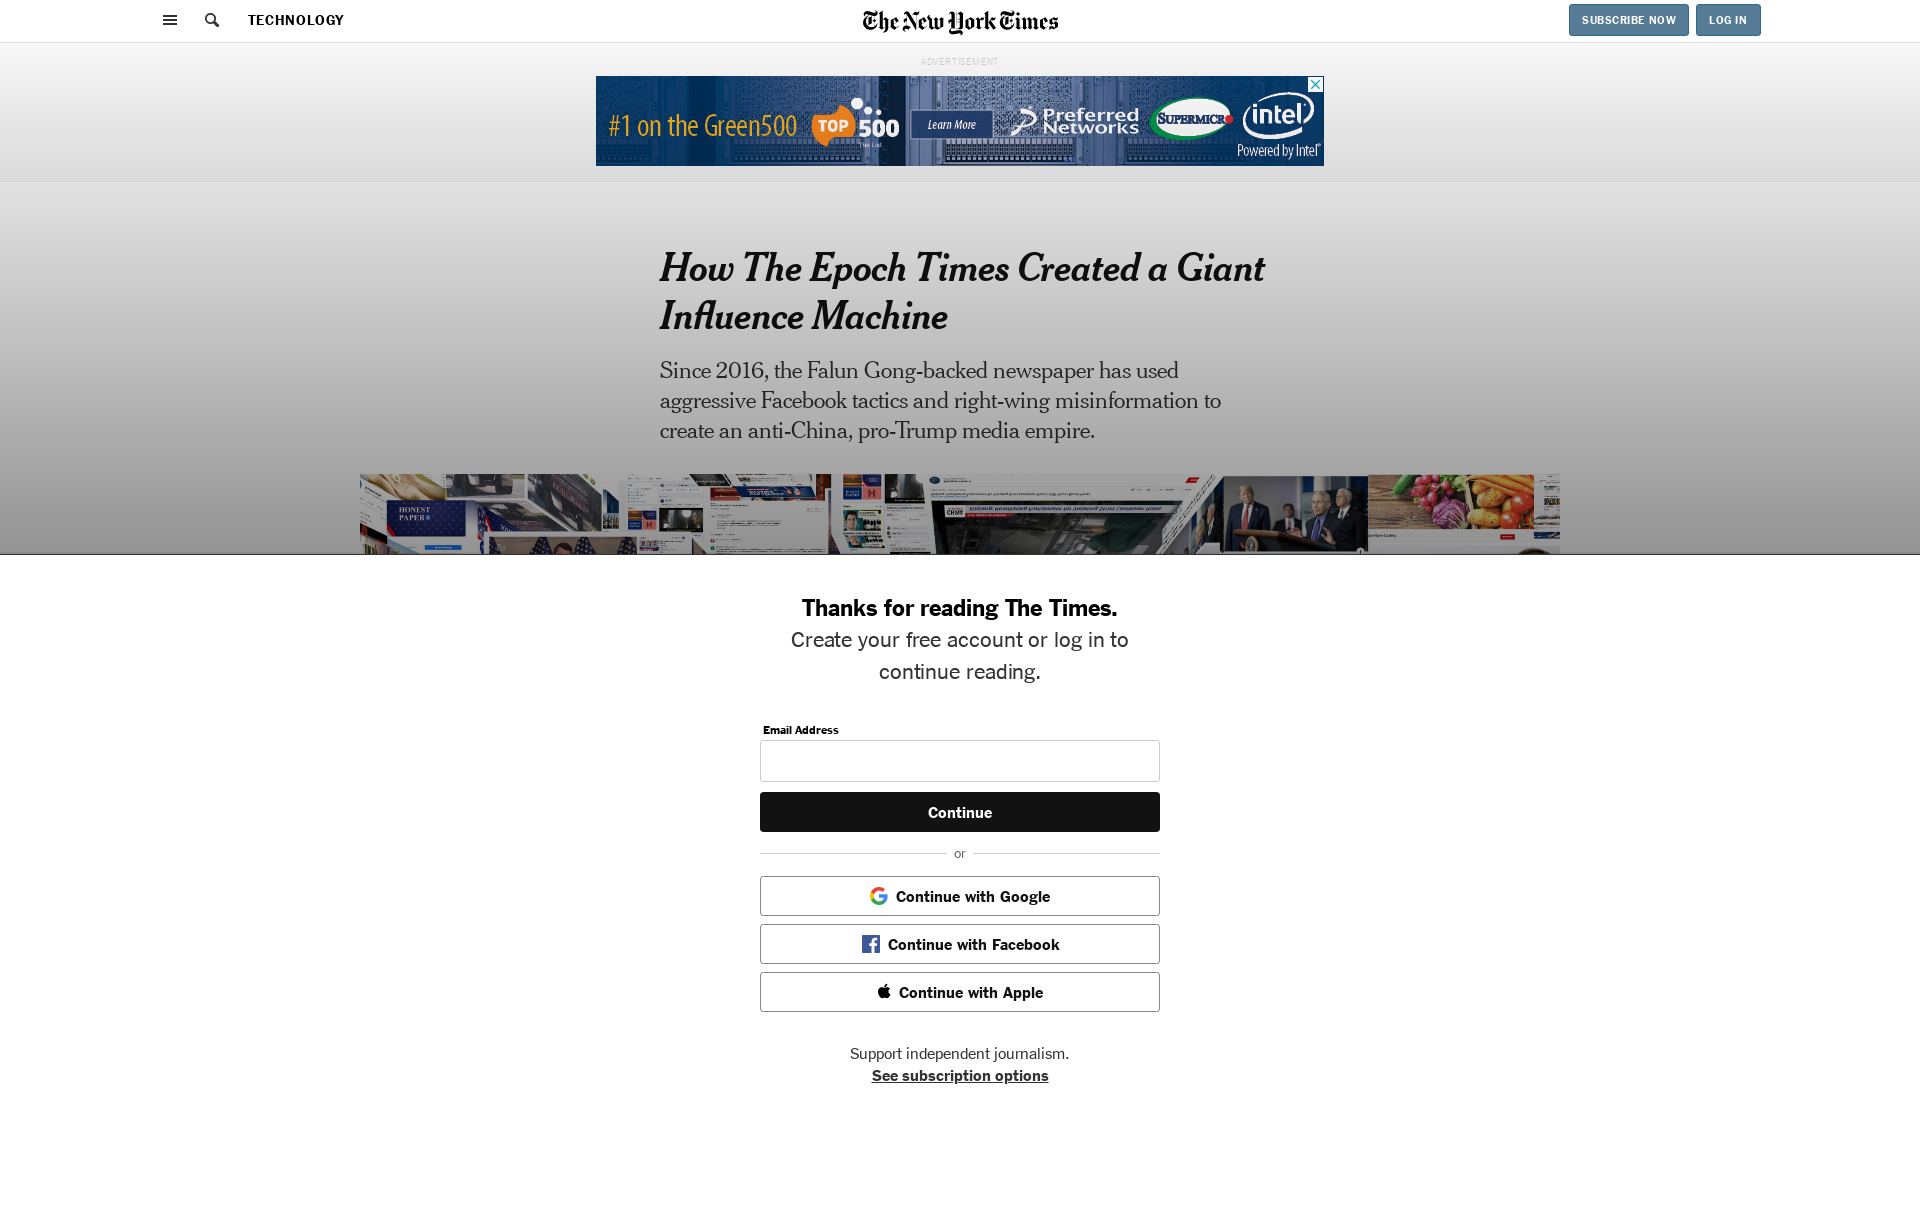 TECHNOLOGY
The New York Times
SUBSCRIBE NOW
LOG IN
ADVERTISEMENT
#1 on the Green500
TOP 500
The List.
Learn More
Preferred Networks
SUPERMICR
intel
Powered by Intel®
How The Epoch Times Created a Giant
Influence Machine
Since 2016, the Falun Gong-backed newspaper has used
aggressive Facebook tactics and right-wing misinformation to
create an anti-China, pro-Trump media empire.
HONEST
PAPER
Thanks for reading The Times.
Create your free account or log in to
continue reading.
Email Address
Continue
or
Continue with Google
Continue with Facebook
Continue with Apple
Support independent journalism.
See subscription options